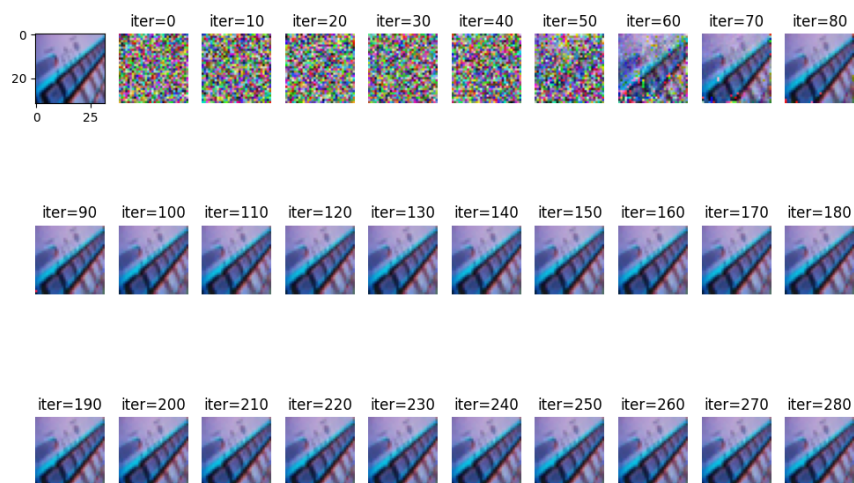 iter=0 iter=10 iter=20 iter=30 iter=40 iter=50 iter=60 iter=70 iter=80
0
20
0 25
iter=90 iter=100 iter=110 iter=120 iter=130 iter=140 iter=150 iter=160 iter=170 iter=180
iter=190 iter=200 iter=210 iter=220 iter=230 iter=240 iter=250 iter=260 iter=270 iter=280